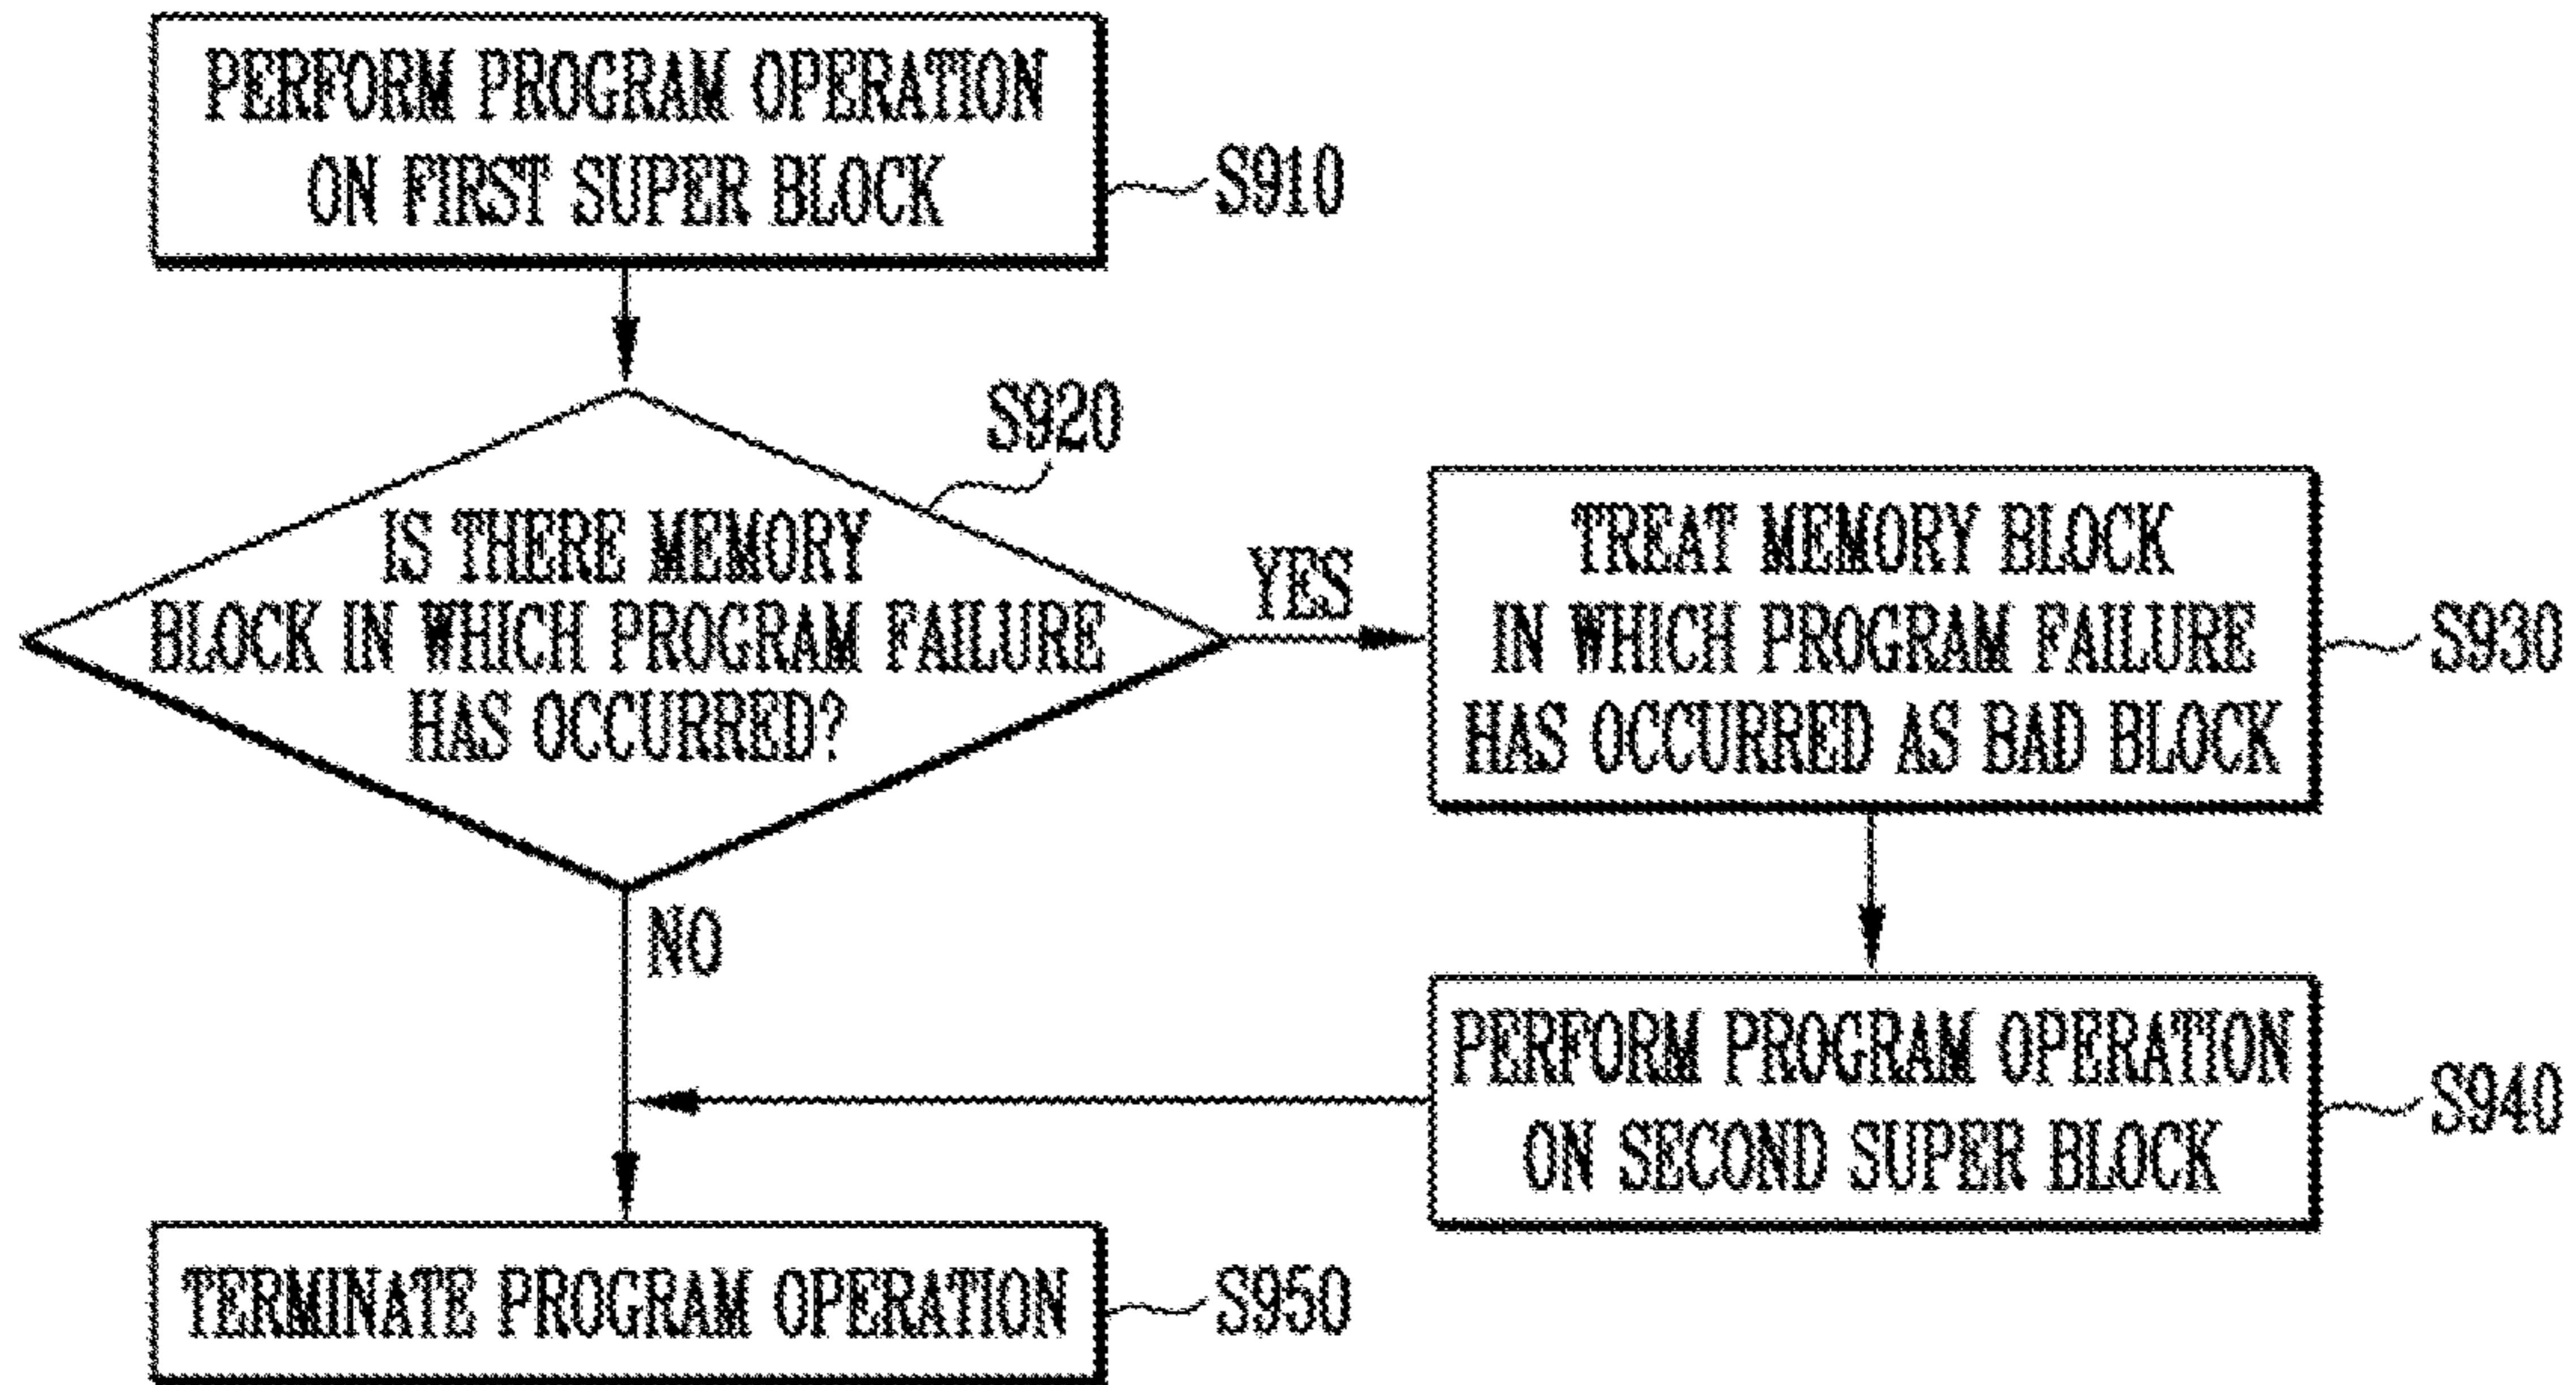 PERFORM PROGRAM OPERATION
ON FIRST SUPER BLOCK
S910
S920
IS THERE MEMORY
BLOCK IN WHICH PROGRAM FAILURE
HAS OCCURRED?
YES
NO
TREAT MEMORY BLOCK
IN WHICH PROGRAM FAILURE
HAS OCCURRED AS BAD BLOCK
S930
PERFORM PROGRAM OPERATION
ON SECOND SUPER BLOCK
S940
TERMINATE PROGRAM OPERATION
S950